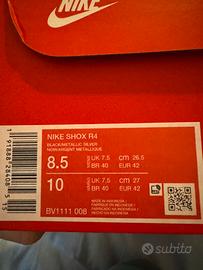 NIKE
NIKE SHOX R4
BLACK/METALLIC SILVER
NOIR/ARGENT METALLIQUE
8.5
UK 7.5
cm 26.5
BR 40
EUR 42
10
UK 7.5
cm 27
BR 40
EUR 42
BV1111 008
MADE IN INDONESIA
subito